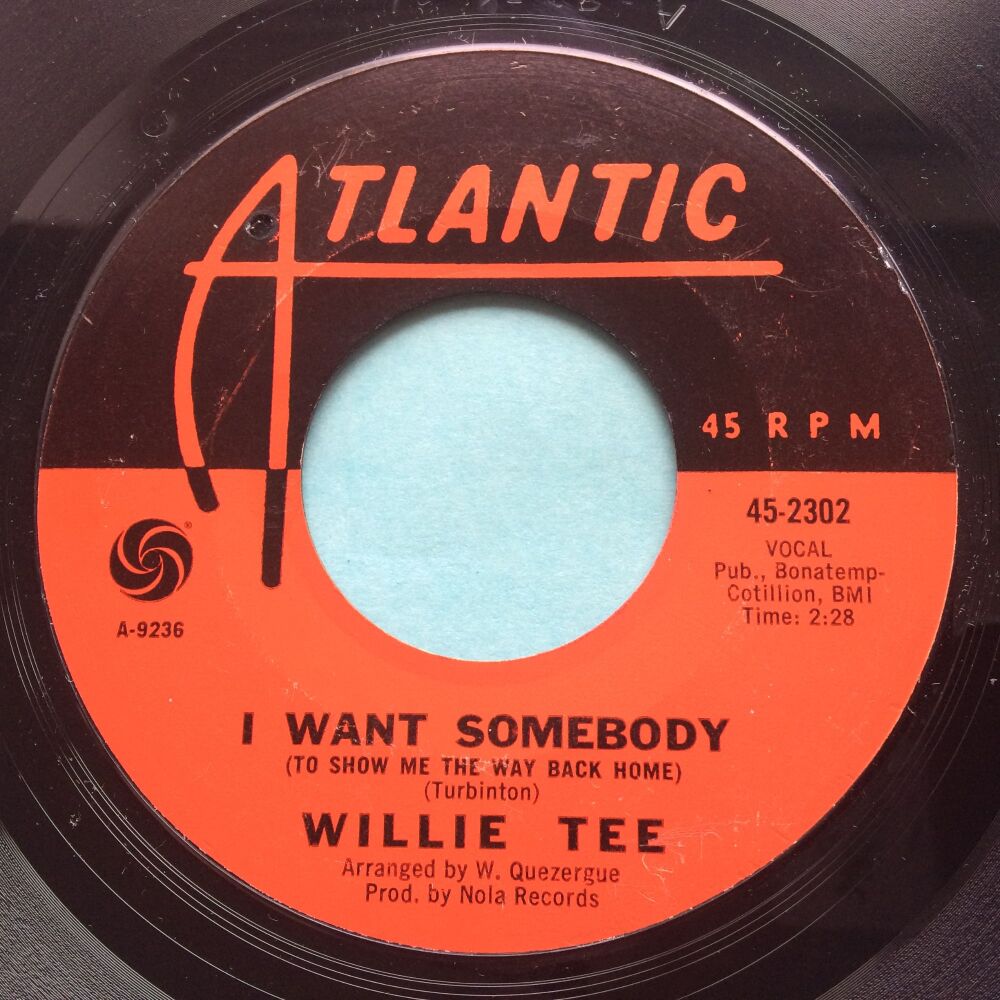 ATLANTIC
45 RPM
45-2302
VOCAL
Pub., Bonatemp-
Cotillion, BMI
Time: 2:28
®
A-9236
I WANT SOMEBODY
(TO SHOW ME THE WAY BACK HOME)
(Turbinton)
WILLIE TEE
Arranged by W. Quezergue
Prod. by Nola Records